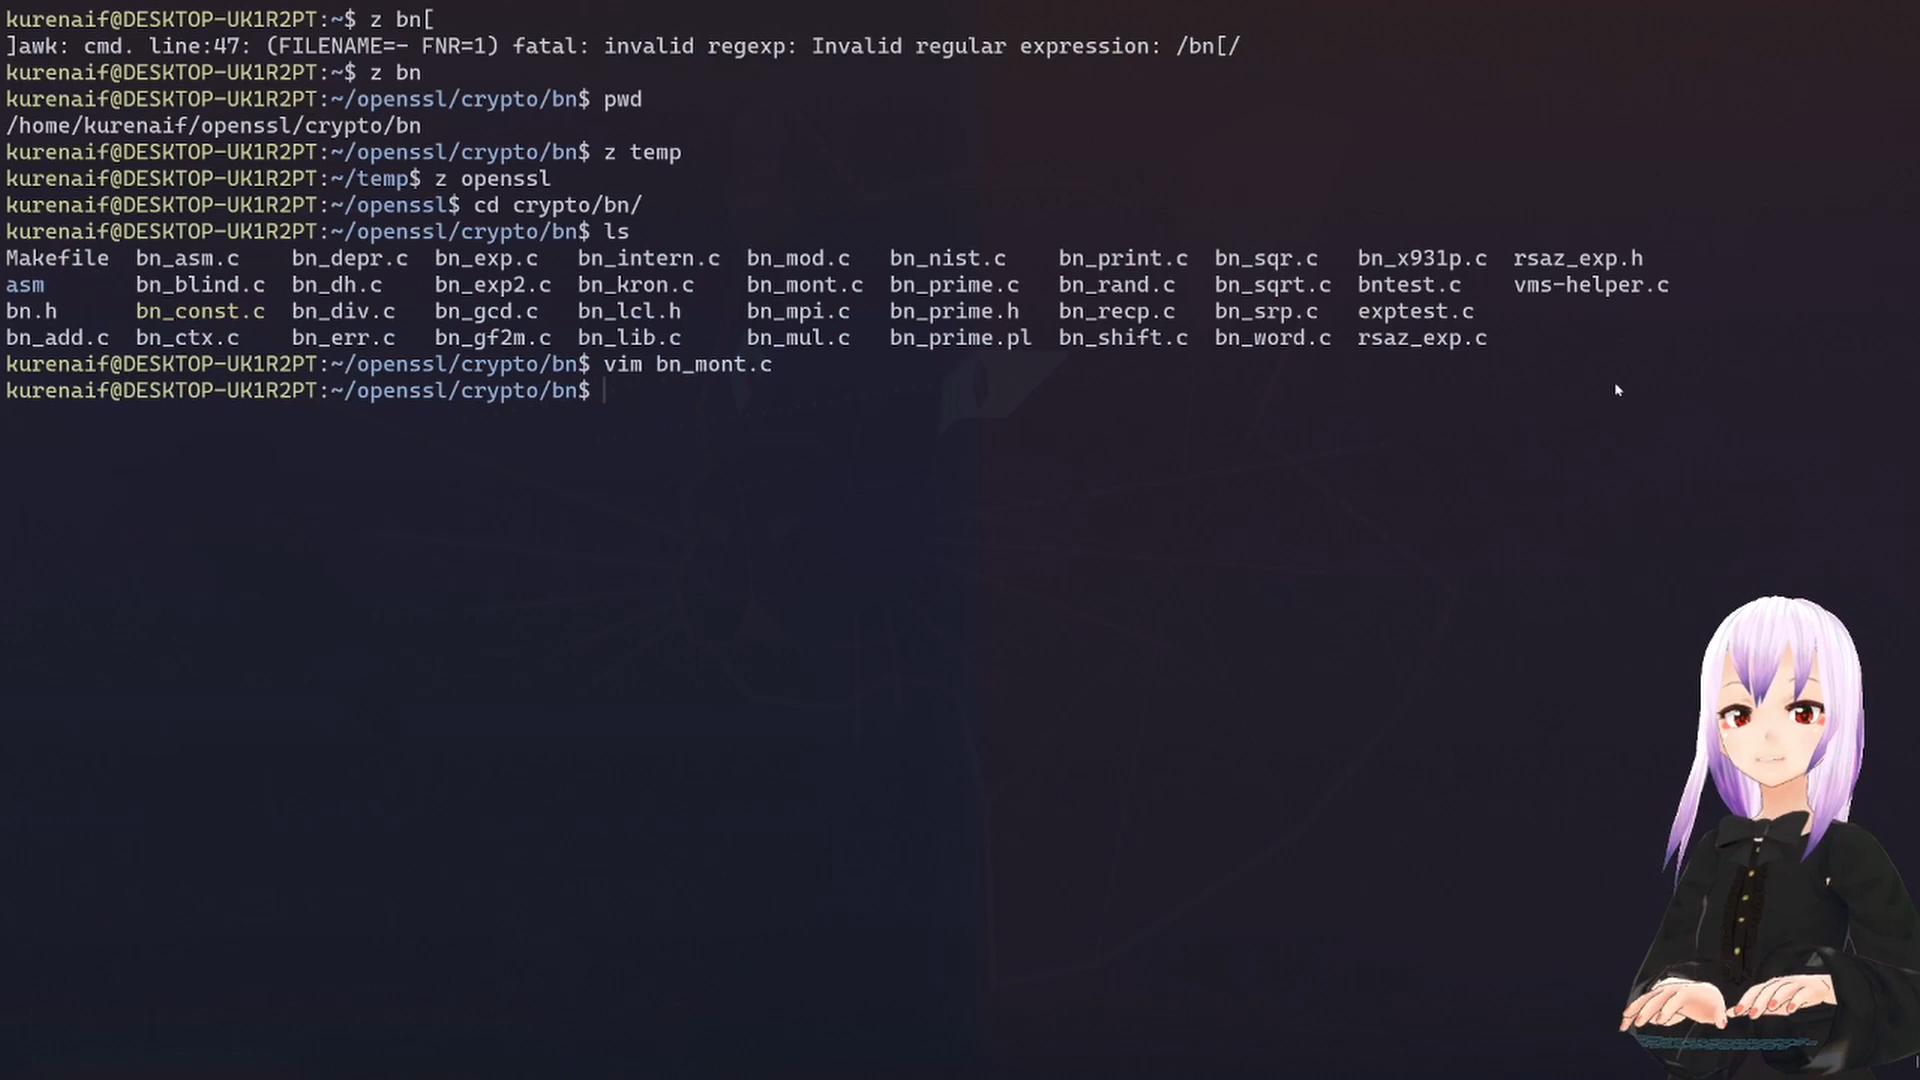 kurenaif@DESKTOP-UK1R2PT:~$ z bn[
]awk: cmd. line:47: (FILENAME=- FNR=1) fatal: invalid regexp: Invalid regular expression: /bn[/
kurenaif@DESKTOP-UK1R2PT:~$ z bn
kurenaif@DESKTOP-UK1R2PT:~/openssl/crypto/bn$ pwd
/home/kurenaif/openssl/crypto/bn
kurenaif@DESKTOP-UK1R2PT:~/openssl/crypto/bn$ z temp
kurenaif@DESKTOP-UK1R2PT:~/temp$ z openssl
kurenaif@DESKTOP-UK1R2PT:~/openssl$ cd crypto/bn/
kurenaif@DESKTOP-UK1R2PT:~/openssl/crypto/bn$ ls
Makefile  bn_asm.c  bn_depr.c  bn_exp.c  bn_intern.c  bn_mod.c  bn_nist.c  bn_print.c  bn_sqr.c  bn_x931p.c  rsaz_exp.h
asm  bn_blind.c  bn_dh.c  bn_exp2.c  bn_kron.c  bn_mont.c  bn_prime.c  bn_rand.c  bn_sqrt.c  bntest.c  vms-helper.c
bn.h  bn_const.c  bn_div.c  bn_gcd.c  bn_lcl.h  bn_mpi.c  bn_prime.h  bn_recp.c  bn_srp.c  exptest.c
bn_add.c  bn_ctx.c  bn_err.c  bn_gf2m.c  bn_lib.c  bn_mul.c  bn_prime.pl  bn_shift.c  bn_word.c  rsaz_exp.c
kurenaif@DESKTOP-UK1R2PT:~/openssl/crypto/bn$ vim bn_mont.c
kurenaif@DESKTOP-UK1R2PT:~/openssl/crypto/bn$